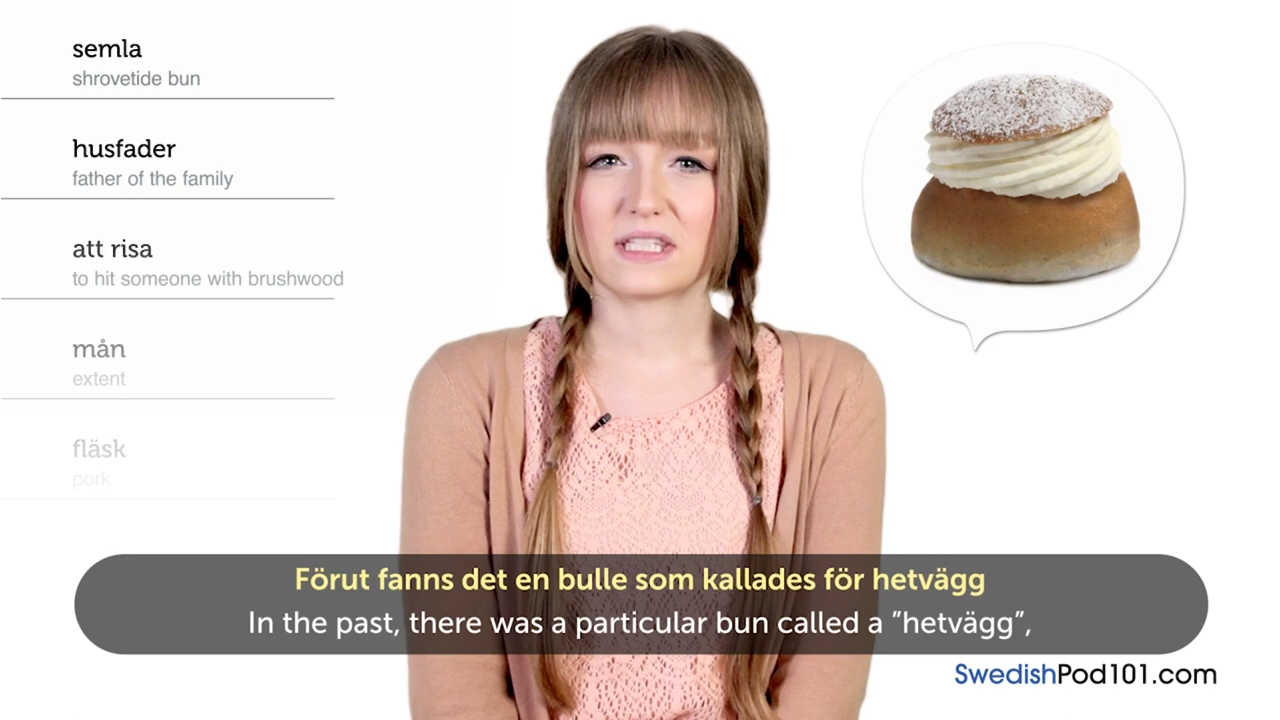 semla
shrovetide bun
husfader
father of the family
att risa
to hit someone with brushwood
mån
extent
fläsk
pork
Förut fanns det en bulle som kallades för hetvägg
In the past, there was a particular bun called a ”hetvägg”,
SwedishPod101.com